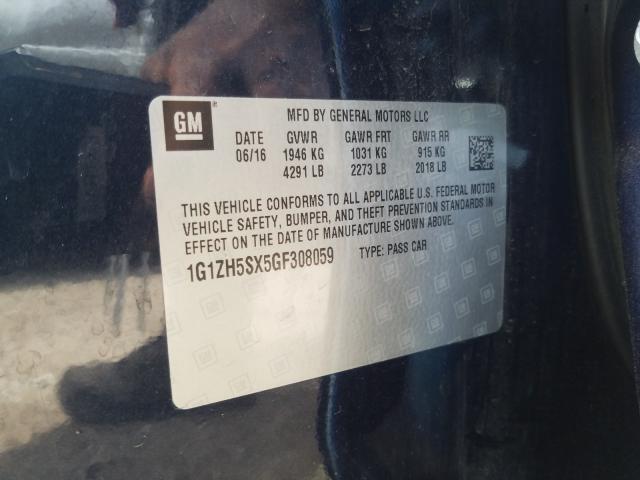 GM
MFD BY GENERAL MOTORS LLC
DATE GVWR GAWR FRT GAWR RR
06/16 1946 KG 1031 KG 915 KG
4291 LB 2273 LB 2018 LB
THIS VEHICLE CONFORMS TO ALL APPLICABLE U.S. FEDERAL MOTOR
VEHICLE SAFETY, BUMPER, AND THEFT PREVENTION STANDARDS IN
EFFECT ON THE DATE OF MANUFACTURE SHOWN ABOVE.
1G1ZH5SX5GF308059 TYPE: PASS CAR